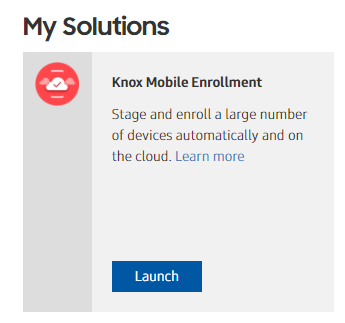 My Solutions
Knox Mobile Enrollment
Stage and enroll a large number
of devices automatically and on
the cloud. Learn more
Launch